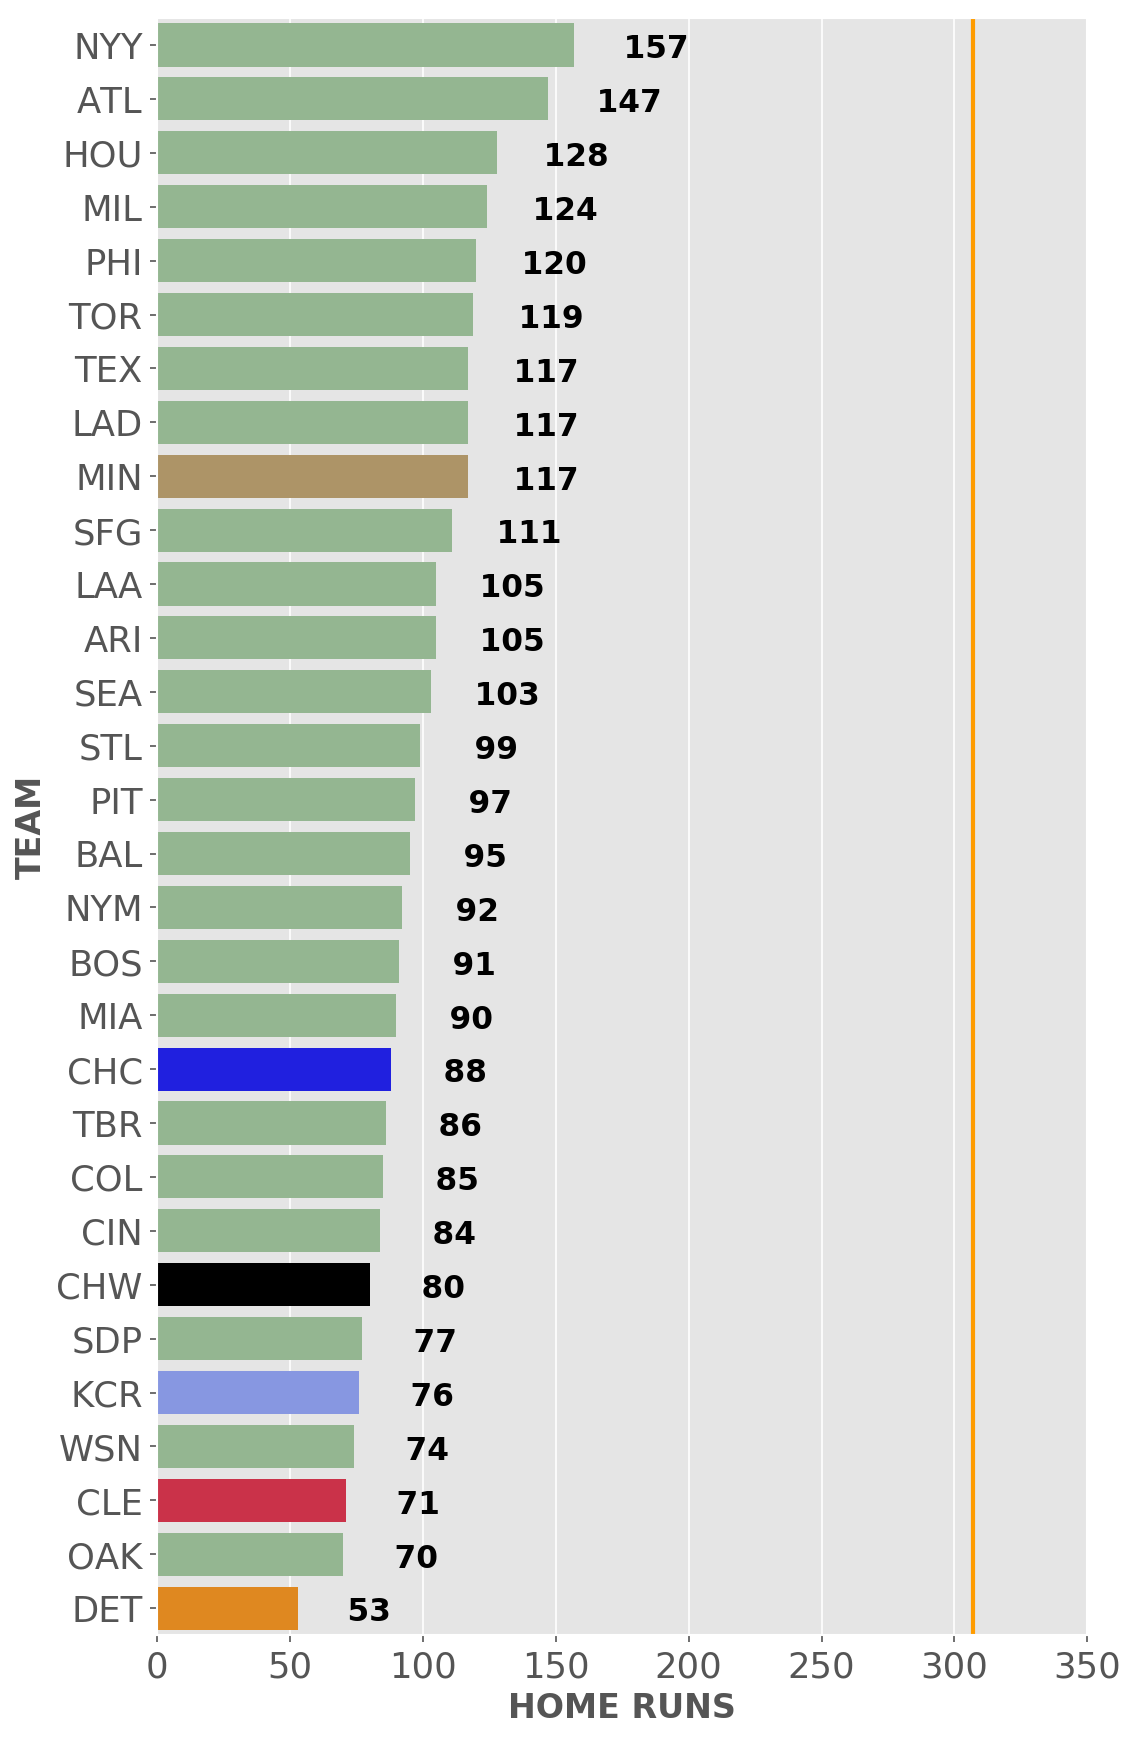 NYY 157
ATL 147
HOU 128
MIL 124
PHI 120
TOR 119
TEX 117
LAD 117
MIN 117
SFG 111
LAA 105
ARI 105
SEA 103
STL 99
PIT 97
BAL 95
NYM 92
BOS 91
MIA 90
CHC 88
TBR 86
COL 85
CIN 84
CHW 80
SDP 77
KCR 76
WSN 74
CLE 71
OAK 70
DET 53
TEAM
0 50 100 150 200 250 300 350
HOME RUNS